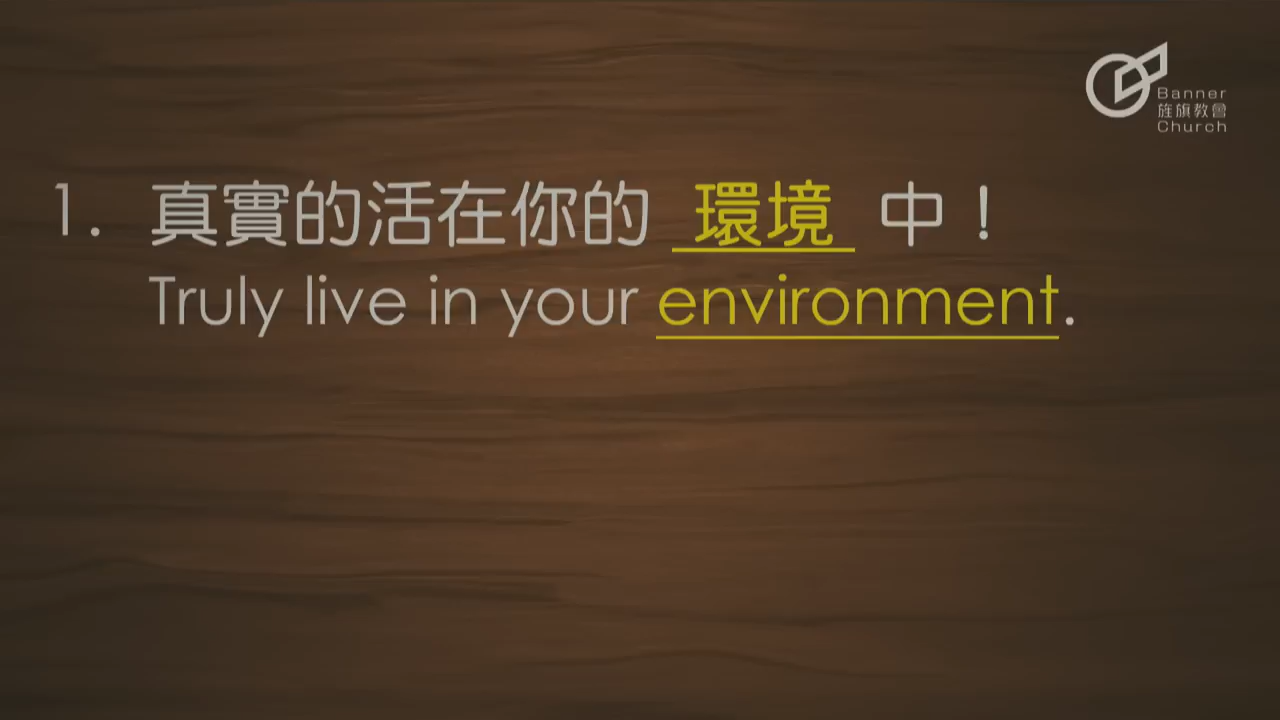 Banner
旌旗教會
Church
1. 真實的活在你的 環境 中！
Truly live in your environment.